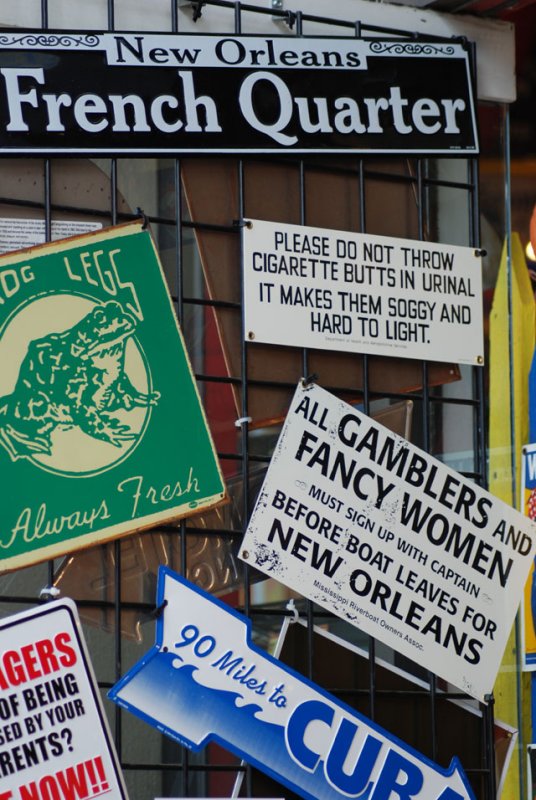 New Orleans
French Quarter
PLEASE DO NOT THROW
CIGARETTE BUTTS IN URINAL
IT MAKES THEM SOGGY AND
HARD TO LIGHT.
LEGS
Always Fresh
ALL GAMBLERS AND
FANCY WOMEN
MUST SIGN UP WITH CAPTAIN
BEFORE BOAT LEAVES FOR
NEW ORLEANS
Mississippi Riverboat Owners Assoc.
90 Miles to
CUBA
AGERS
OF BEING
SED BY YOUR
RENTS?
NOW!!